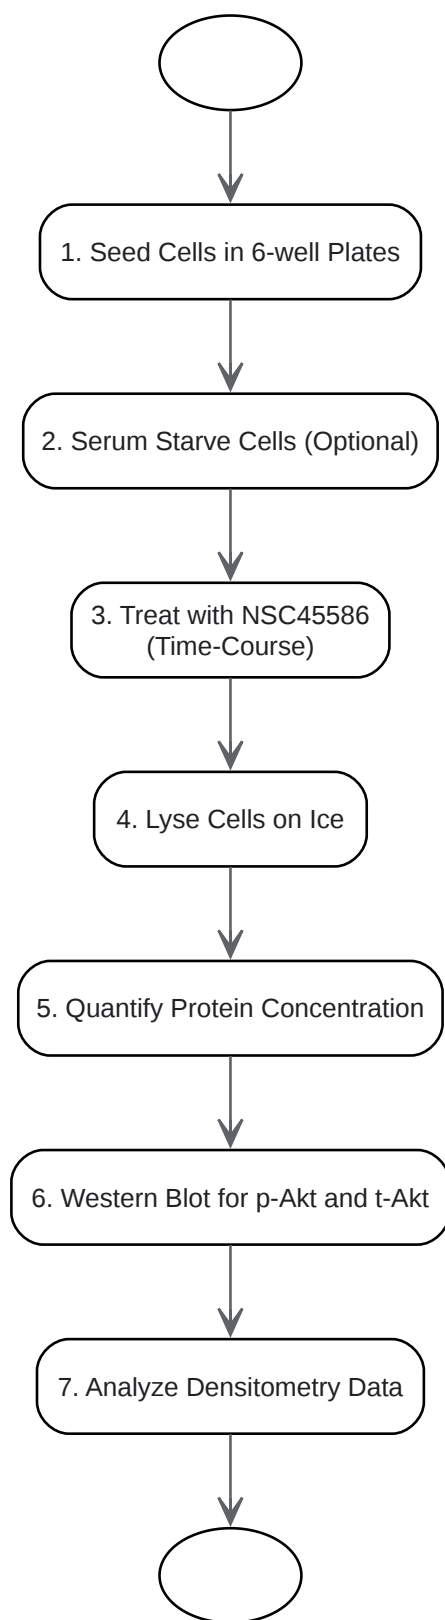 1. Seed Cells in 6-well Plates
2. Serum Starve Cells (Optional)
3. Treat with NSC45586
(Time-Course)
4. Lyse Cells on Ice
5. Quantify Protein Concentration
6. Western Blot for p-Akt and t-Akt
7. Analyze Densitometry Data